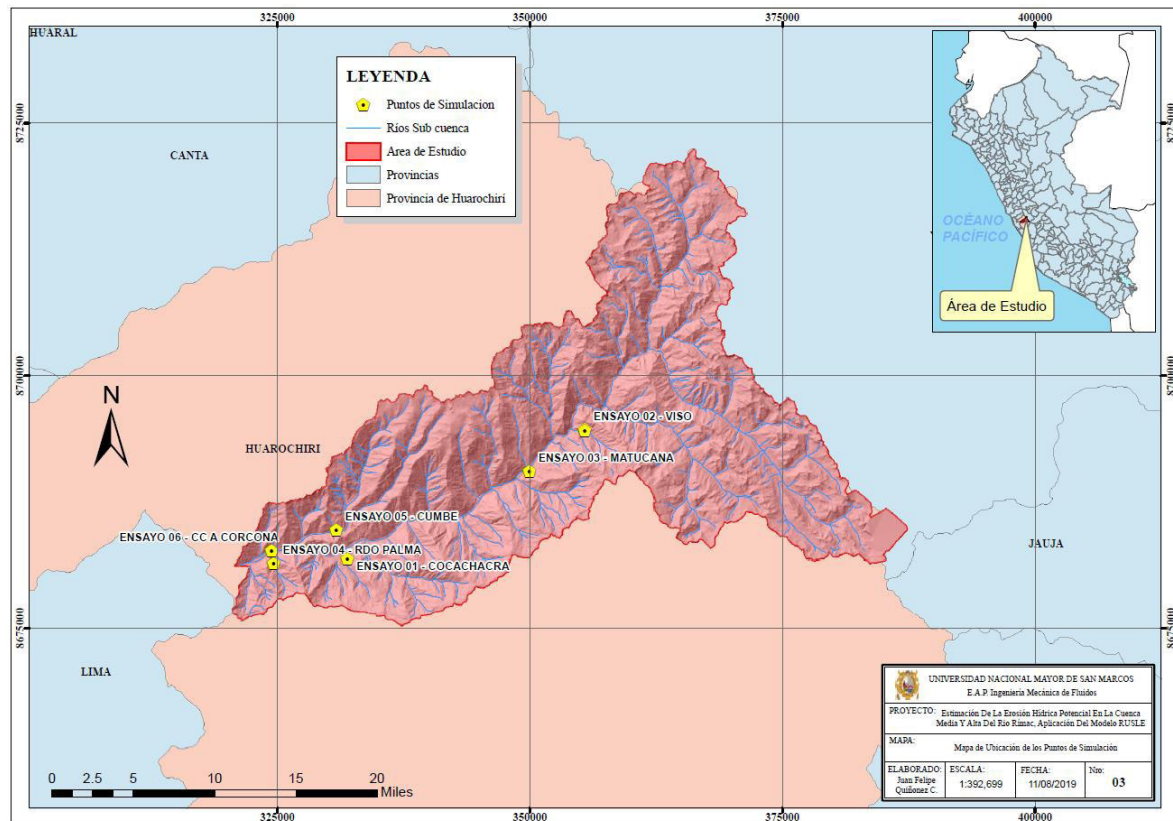 325000
350000
375000
400000
HUARAL
LEYENDA
Puntos de Simulacion
Ríos Sub cuenca
Area de Estudio
Provincias
Provincia de Huarochirí
8725000
8725000
CANTA
OCÉANO
PACÍFICO
Área de Estudio
8700000
8700000
N
HUAROCHIRI
ENSAYO 02 - VISO
ENSAYO 03 - MATUCANA
ENSAYO 05 - CUMBE
ENSAYO 06 - CC A CORCONA
ENSAYO 04 - RDO PALMA
ENSAYO 01 - COCACHACRA
JAUJA
8675000
8675000
LIMA
UNIVERSIDAD NACIONAL MAYOR DE SAN MARCOS
E.A.P. Ingeniería Mecánica de Fluidos
PROYECTO: Estimación De La Erosión Hídrica Potencial En La Cuenca
Media Y Alta Del Río Rímac, Aplicación Del Modelo RUSLE
MAPA:
Mapa de Ubicación de los Puntos de Simulación
ELABORADO: ESCALA: FECHA: Nro:
Juan Felipe
Quiñonez C.
1:392,699 11/08/2019 03
0 2.5 5 10 15 20
Miles
325000
350000
375000
400000